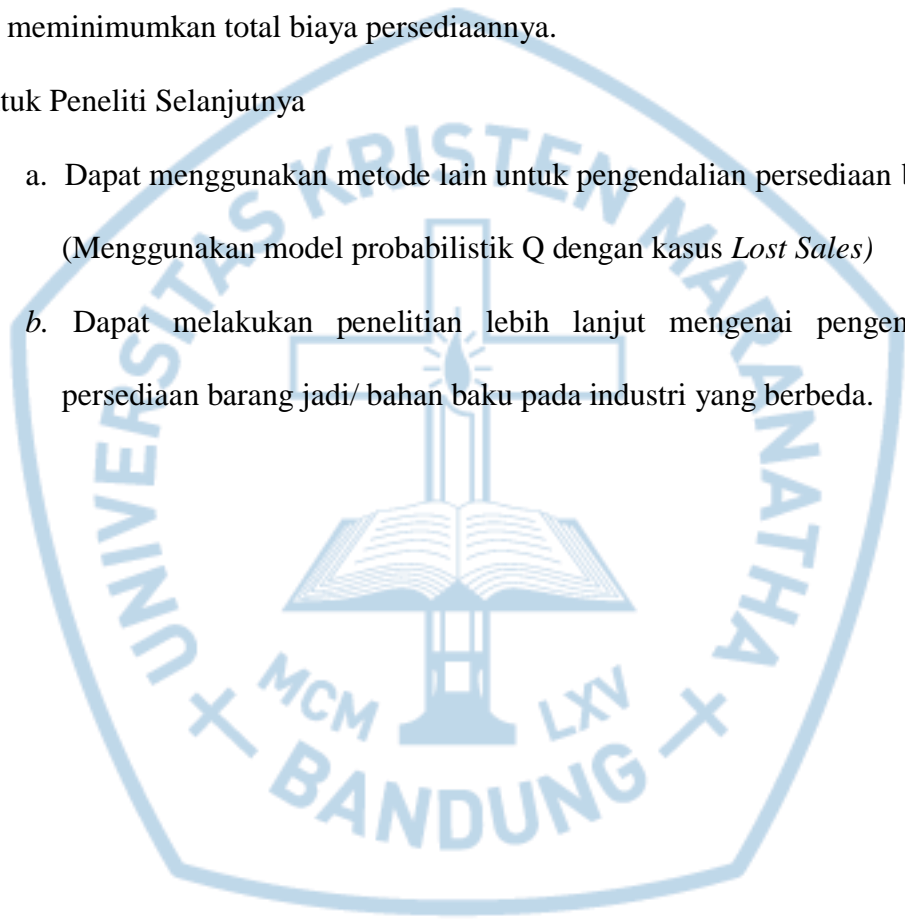 meminimumkan total biaya persediaannya.
tuk Peneliti Selanjutnya
a. Dapat menggunakan metode lain untuk pengendalian persediaan
(Menggunakan model probabilistik Q dengan kasus Lost Sales)
b. Dapat melakukan penelitian lebih lanjut mengenai
persediaan barang jadi/ bahan baku pada industri yang berbeda.
UNIVERSITAS KRISTEN MARANATHA
MCM LXV
+ BANDUNG +